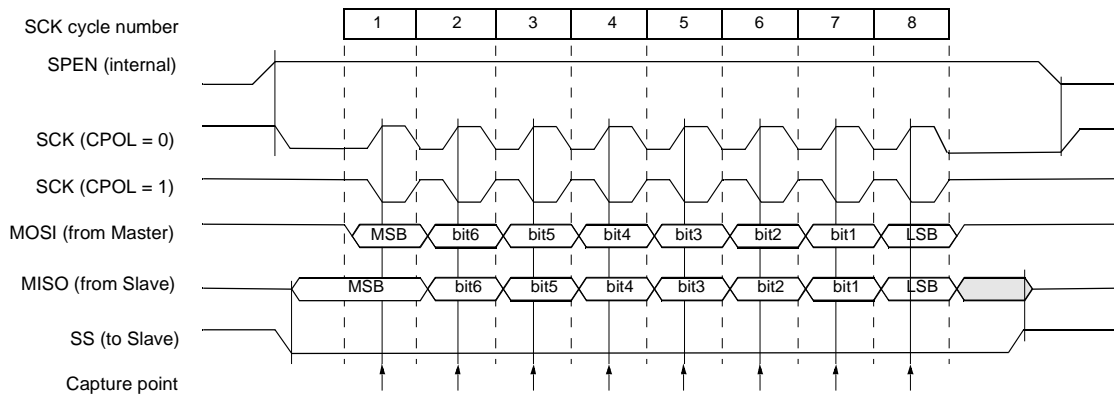 SCK cycle number 1 2 3 4 5 6 7 8
SPEN (internal)
SCK (CPOL = 0)
SCK (CPOL = 1)
MOSI (from Master) MSB bit6 bit5 bit4 bit3 bit2 bit1 LSB
MISO (from Slave) MSB bit6 bit5 bit4 bit3 bit2 bit1 LSB
SS (to Slave)
Capture point